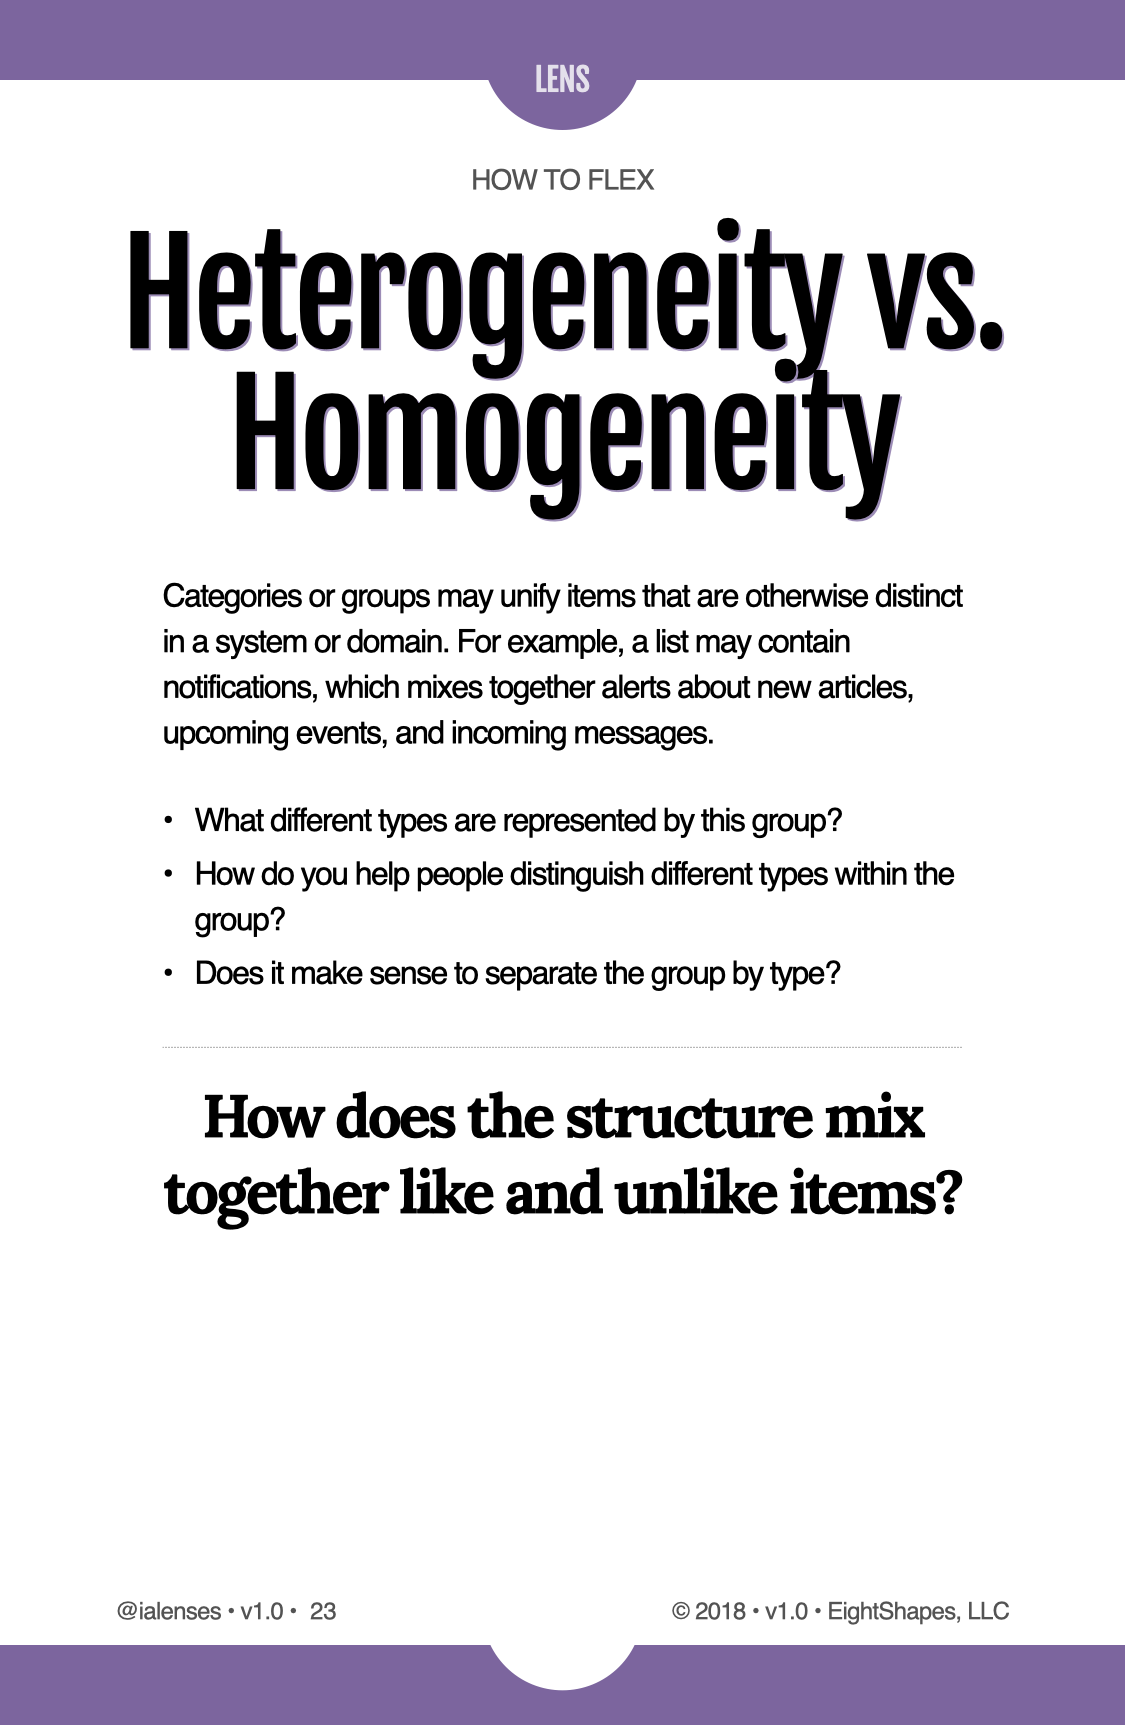 LENS
HOW TO FLEX
Heterogeneity vs.
Homogeneity
Categories or groups may unify items that are otherwise distinct
in a system or domain. For example, a list may contain
notifications, which mixes together alerts about new articles,
upcoming events, and incoming messages.
• What different types are represented by this group?
• How do you help people distinguish different types within the
group?
• Does it make sense to separate the group by type?
How does the structure mix
together like and unlike items?
@ialenses • v1.0 • 23
© 2018 • v1.0 • EightShapes, LLC